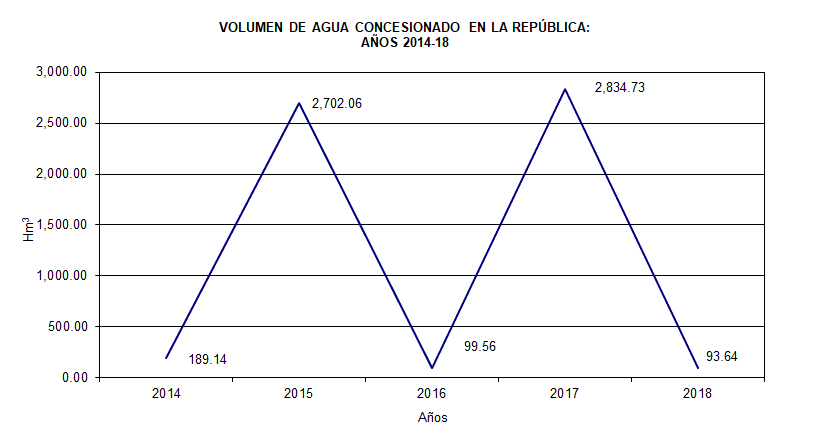 VOLUMEN DE AGUA CONCESIONADO EN LA REPÚBLICA:
AÑOS 2014-18
3,000.00
2,500.00
2,000.00
1,500.00
1,000.00
500.00
0.00
Hm³
189.14
2,702.06
99.56
2,834.73
93.64
2014 2015 2016 2017 2018
Años